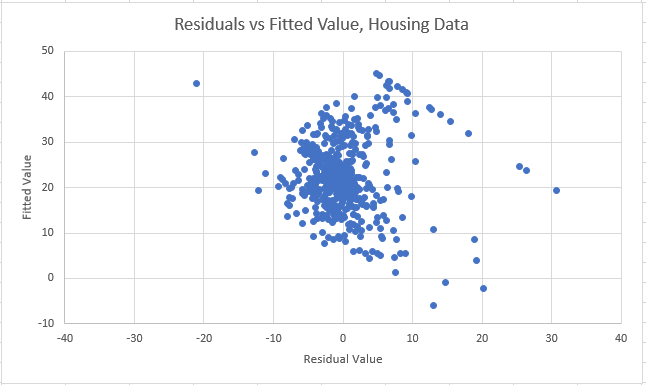 Residuals vs Fitted Value, Housing Data
50
40
30
20
10
0
-10
Fitted Value
-40 -30 -20 -10 0 10 20 30 40
Residual Value